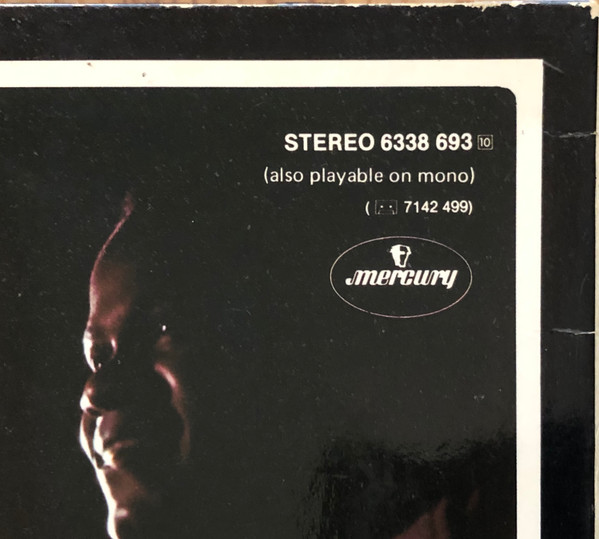 STEREO 6338 693 10
(also playable on mono)
( 7142 499)
mercury